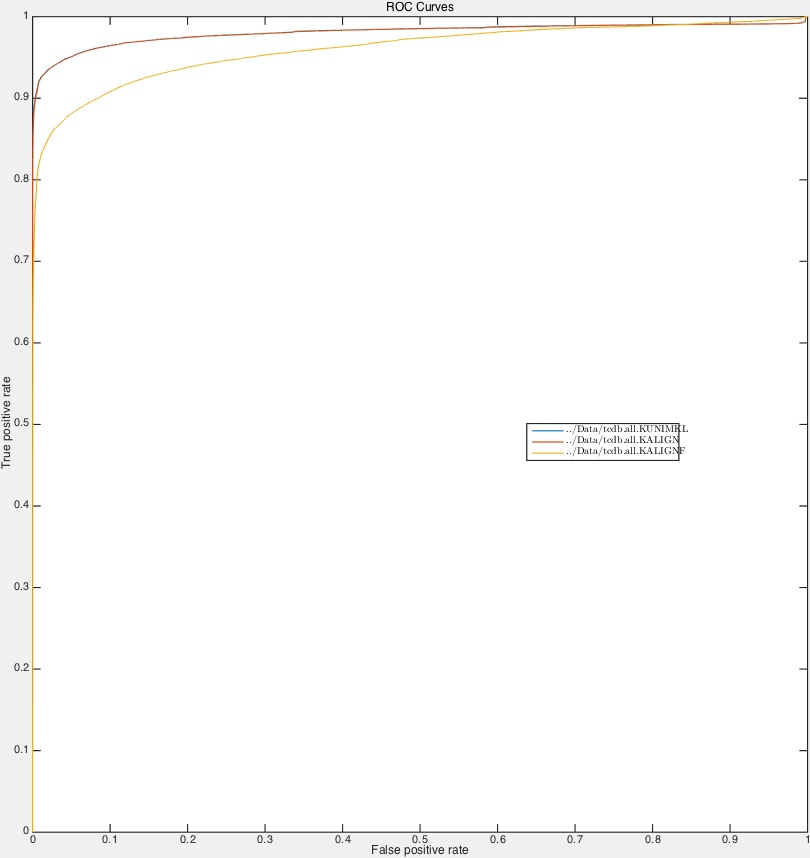 ROC Curves
1
0.9
0.8
0.7
0.6
0.5
0.4
0.3
0.2
0.1
0
True positive rate
../Data/tcdb.all.KUNIMKL
../Data/tcdb.all.KALIGN
../Data/tcdb.all.KALIGNF
0 0.1 0.2 0.3 0.4 0.5 0.6 0.7 0.8 0.9 1
False positive rate